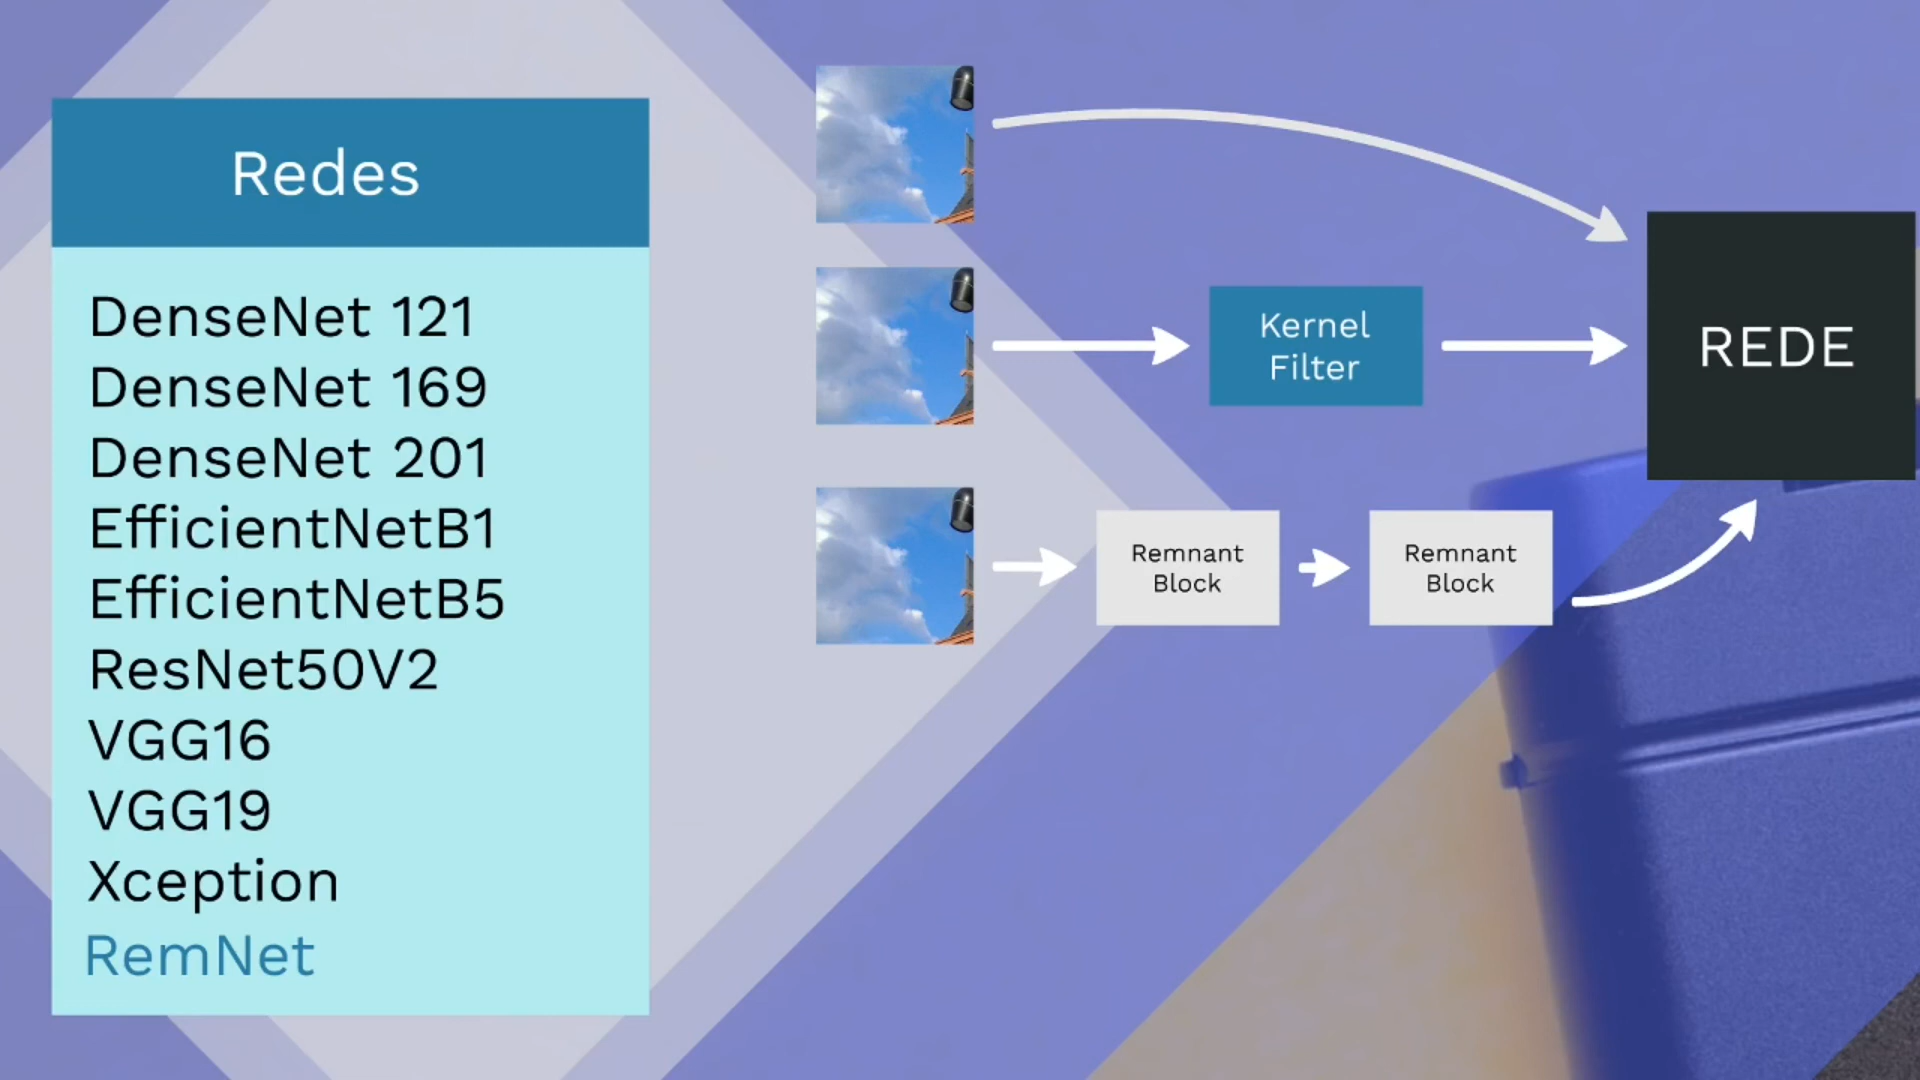 Redes
DenseNet 121
DenseNet 169
DenseNet 201
EfficientNetB1
EfficientNetB5
ResNet50V2
VGG16
VGG19
Xception
RemNet
Kernel
Filter
REDE
Remnant
Block
Remnant
Block